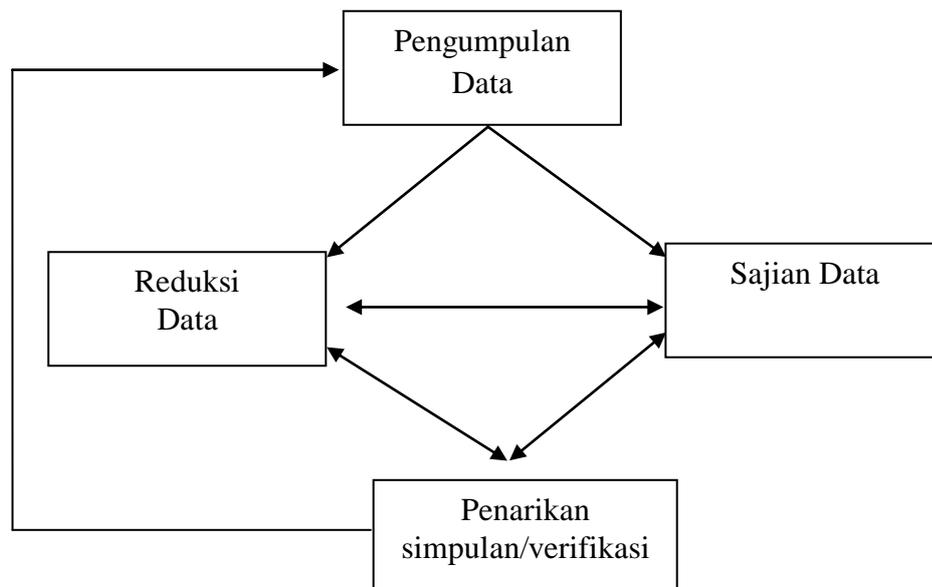 Pengumpulan
Data
Reduksi
Data
Sajian Data
Penarikan
simpulan/verifikasi